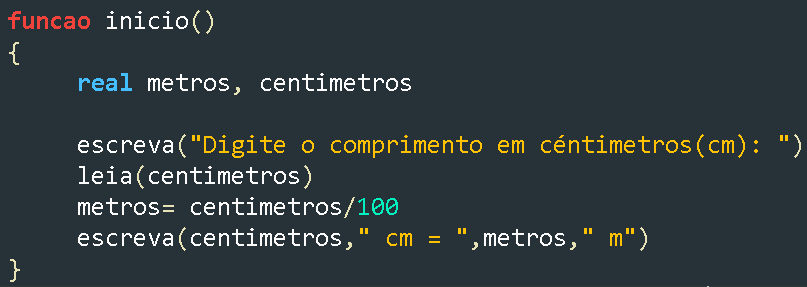 funcao inicio()
{
real metros, centimetros
escreva("Digite o comprimento em céntimetros(cm): ")
leia(centimetros)
metros= centimetros/100
escreva(centimetros," cm = ",metros," m")
}